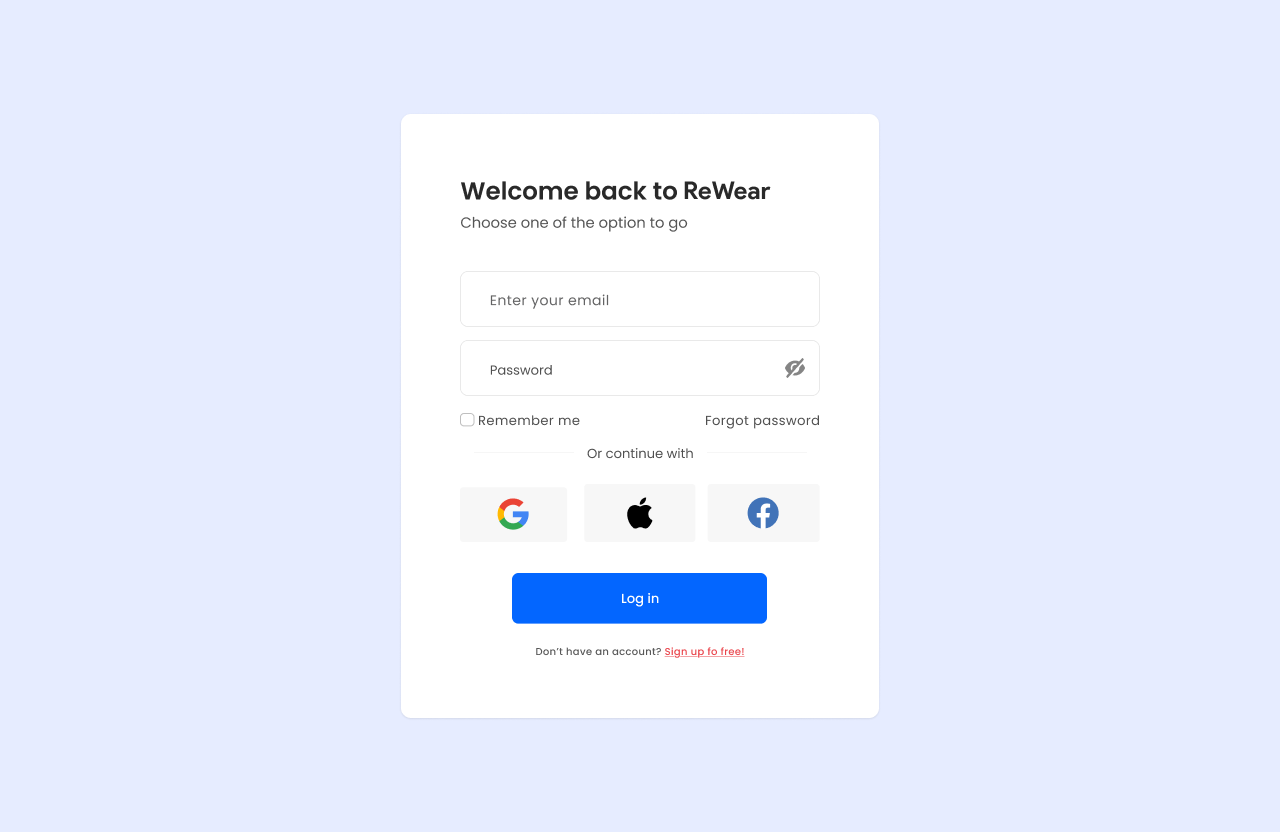 Welcome back to ReWear
Choose one of the option to go
Enter your email
Password
Remember me Forgot password
Or continue with
Log in
Don't have an account? Sign up fo free!